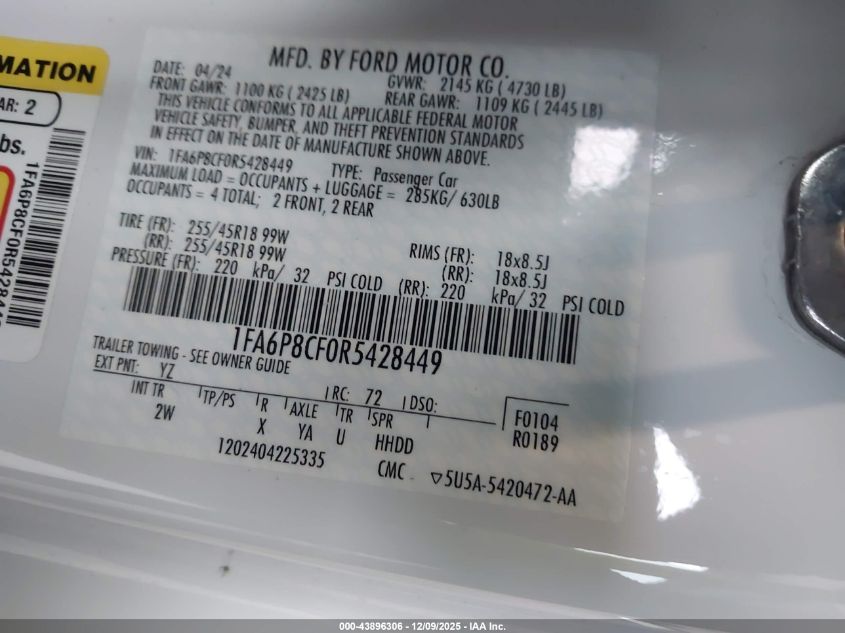 MATION
AR: 2
bs.
1FA6P8CF0R5428449
MFD. BY FORD MOTOR CO.
DATE: 04/24 GVWR: 2145 KG ( 4730 LB)
FRONT GAWR: 1100 KG ( 2425 LB) REAR GAWR: 1109 KG ( 2445 LB)
THIS VEHICLE CONFORMS TO ALL APPLICABLE FEDERAL MOTOR
VEHICLE SAFETY, BUMPER, AND THEFT PREVENTION STANDARDS
IN EFFECT ON THE DATE OF MANUFACTURE SHOWN ABOVE.
VIN: 1FA6P8CF0R5428449 TYPE: Passenger Car
MAXIMUM LOAD = OCCUPANTS + LUGGAGE = 285KG/ 630LB
OCCUPANTS = 4 TOTAL; 2 FRONT, 2 REAR
TIRE (FR): 255/45R18 99W RIMS (FR): 18x8.5J
(RR): 255/45R18 99W (RR): 18x8.5J
PRESSURE (FR): 220 kPa/ 32 PSI COLD (RR): 220 kPa/ 32 PSI COLD
1FA6P8CF0R5428449
TRAILER TOWING - SEE OWNER GUIDE
EXT PNT: YZ RC: 72 DSO:
INT TR TP/PS R AXLE TR SPR
2W X YA U HHDD
F0104
R0189
1202404225335
CMC ▽5U5A-5420472-AA
000-43896306 | 12/09/2025 | IAA Inc.